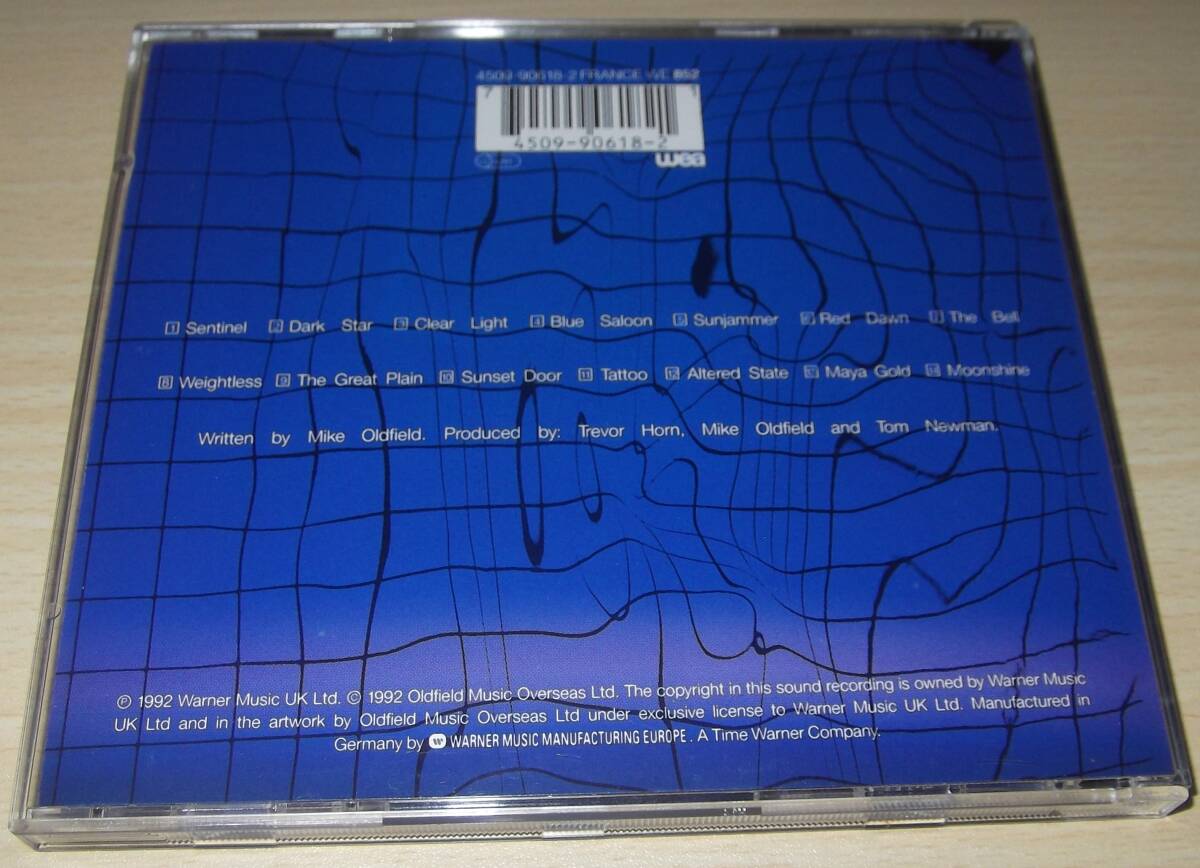 4509-90618-2 FRANCE WE 852
4509-90618-2
wea
1 Sentinel 2 Dark Star 3 Clear Light 4 Blue Saloon 5 Sunjammer 6 Red Dawn 7 The Bell
8 Weightless 9 The Great Plain 10 Sunset Door 11 Tattoo 12 Altered State 13 Maya Gold 14 Moonshine
Written by Mike Oldfield. Produced by: Trevor Horn, Mike Oldfield and Tom Newman.
℗ 1992 Warner Music UK Ltd. © 1992 Oldfield Music Overseas Ltd. The copyright in this sound recording is owned by Warner Music
UK Ltd and in the artwork by Oldfield Music Overseas Ltd under exclusive license to Warner Music UK Ltd. Manufactured in
Germany by WARNER MUSIC MANUFACTURING EUROPE. A Time Warner Company.